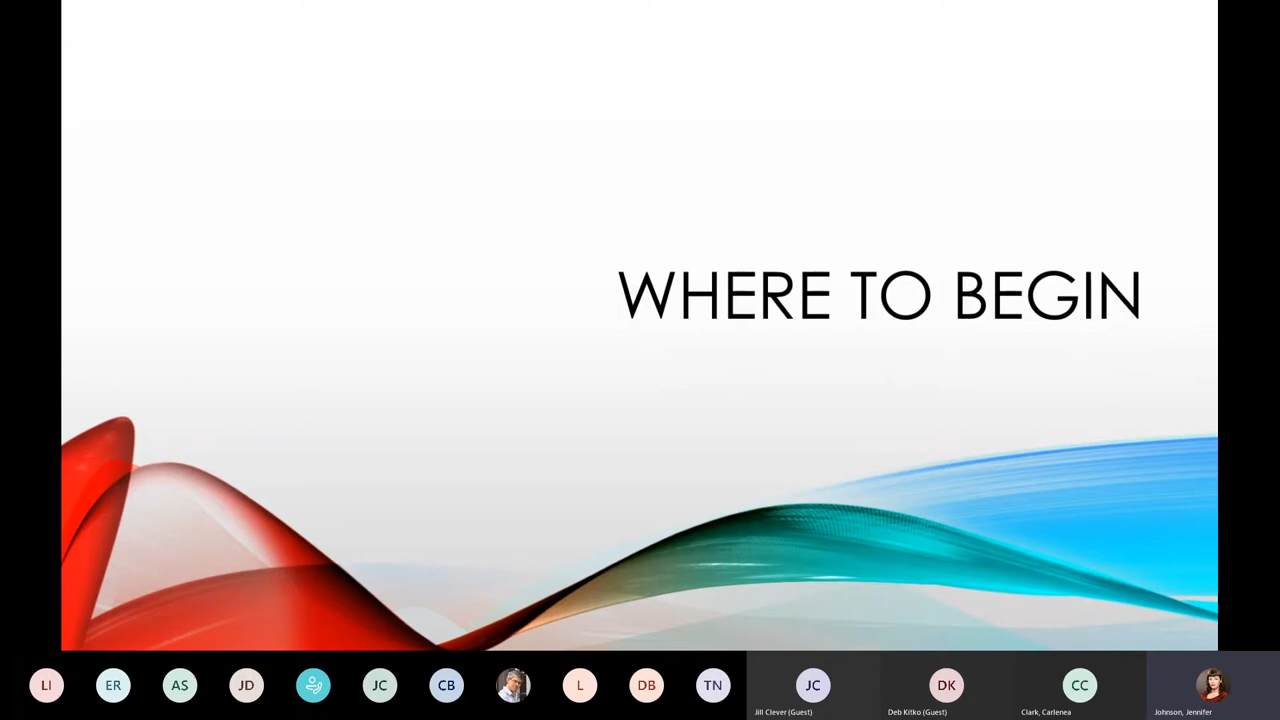 WHERE TO BEGIN
LI
ER
AS
JD
JC
CB
L
DB
TN
JC
DK
CC
Jill Clever (Guest)
Deb Kitko (Guest)
Clark, Carlenea
Johnson, Jennifer